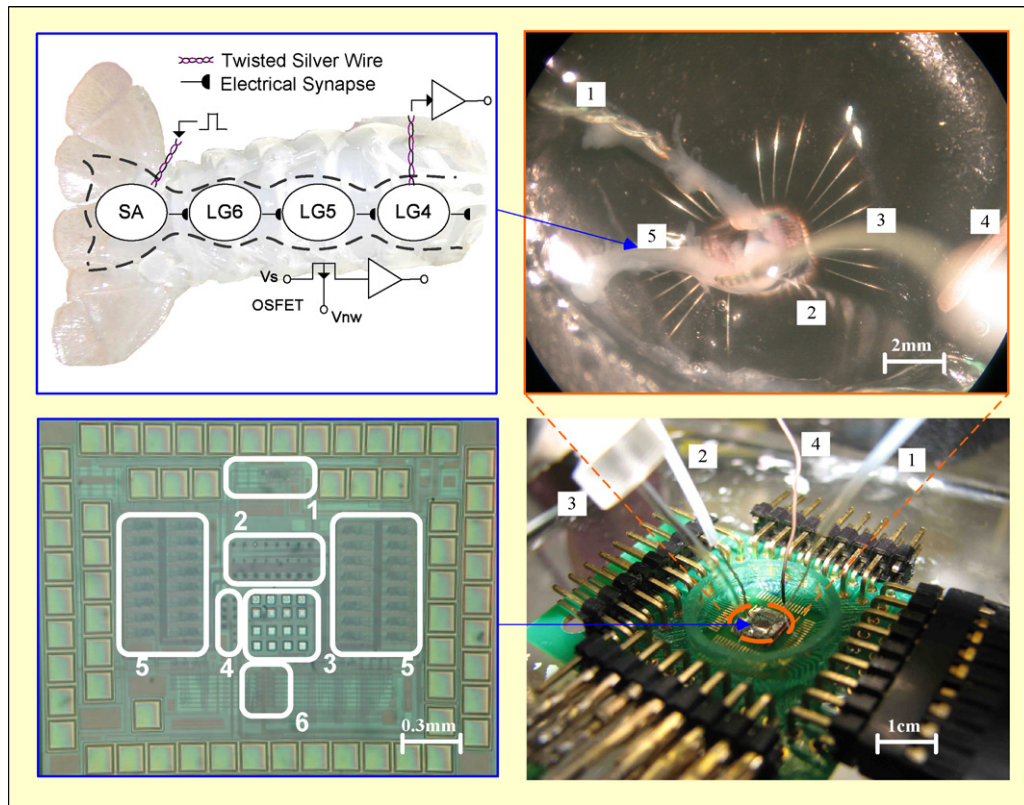 Twisted Silver Wire
Electrical Synapse
SA
LG6
LG5
LG4
Vs
OSFET
Vnw
1
5
3
4
2
2mm
1
2
5
4
3
5
6
0.3mm
2
4
1
3
1cm